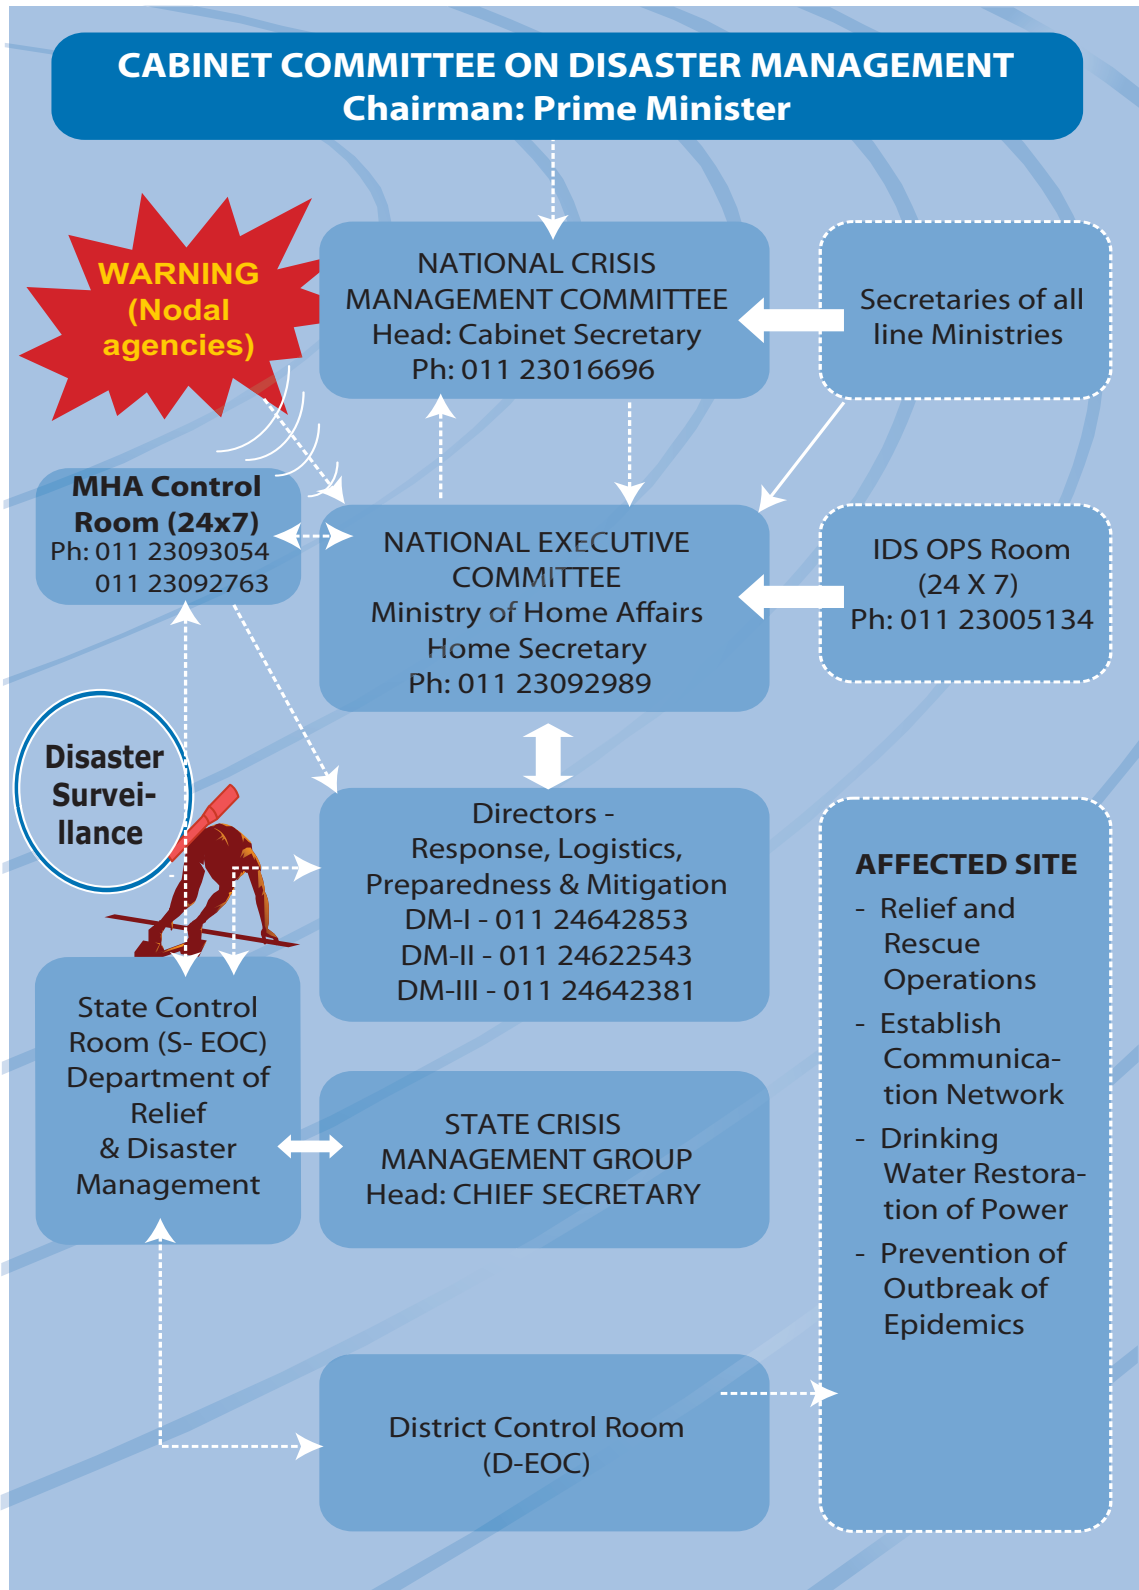 CABINET COMMITTEE ON DISASTER MANAGEMENT
Chairman: Prime Minister
WARNING
(Nodal
agencies)
NATIONAL CRISIS
MANAGEMENT COMMITTEE
Head: Cabinet Secretary
Ph: 011 23016696
Secretaries of all
line Ministries
MHA Control
Room (24x7)
Ph: 011 23093054
011 23092763
NATIONAL EXECUTIVE
COMMITTEE
Ministry of Home Affairs
Home Secretary
Ph: 011 23092989
IDS OPS Room
(24 X 7)
Ph: 011 23005134
Disaster
Survei-
llance
Directors -
Response, Logistics,
Preparedness & Mitigation
DM-I - 011 24642853
DM-II - 011 24622543
DM-III - 011 24642381
State Control
Room (S- EOC)
Department of
Relief
& Disaster
Management
STATE CRISIS
MANAGEMENT GROUP
Head: CHIEF SECRETARY
District Control Room
(D-EOC)
AFFECTED SITE
- Relief and
Rescue
Operations
- Establish
Communica-
tion Network
- Drinking
Water Restora-
tion of Power
- Prevention of
Outbreak of
Epidemics